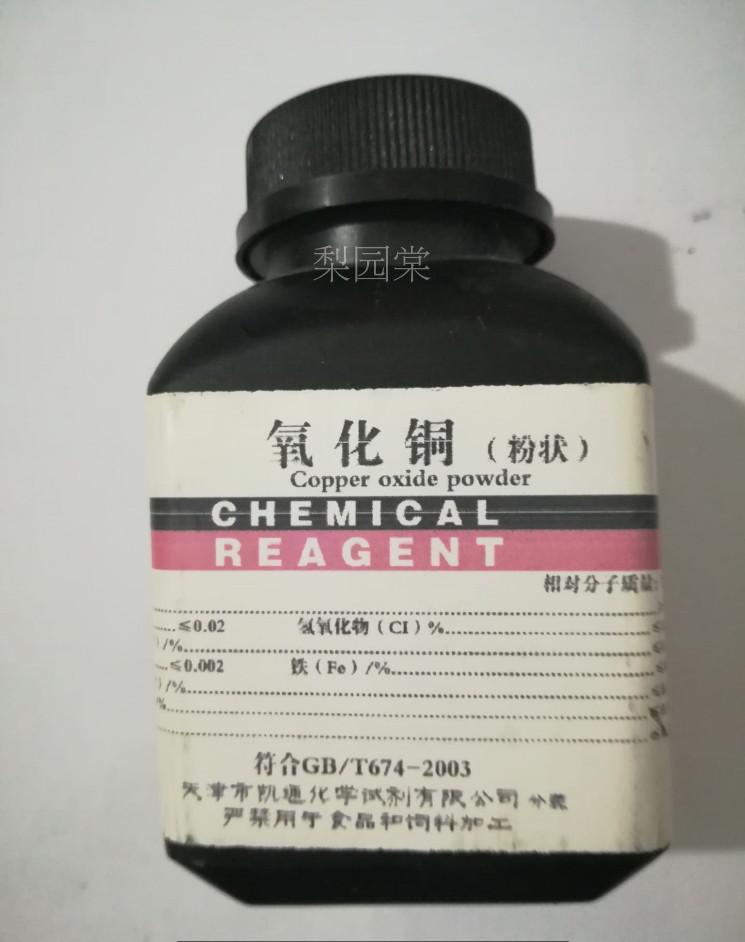 梨园棠
氧化铜（粉状）
Copper oxide powder
CHEMICAL
REAGENT
相对分子质量:
≤0.02 氢氧化物（CI）%
）/%
≤0.002 铁（Fe）/%
）/%
%
符合GB/T674-2003
天津市凯通化学试剂有限公司 分装
严禁用于食品和饲料加工